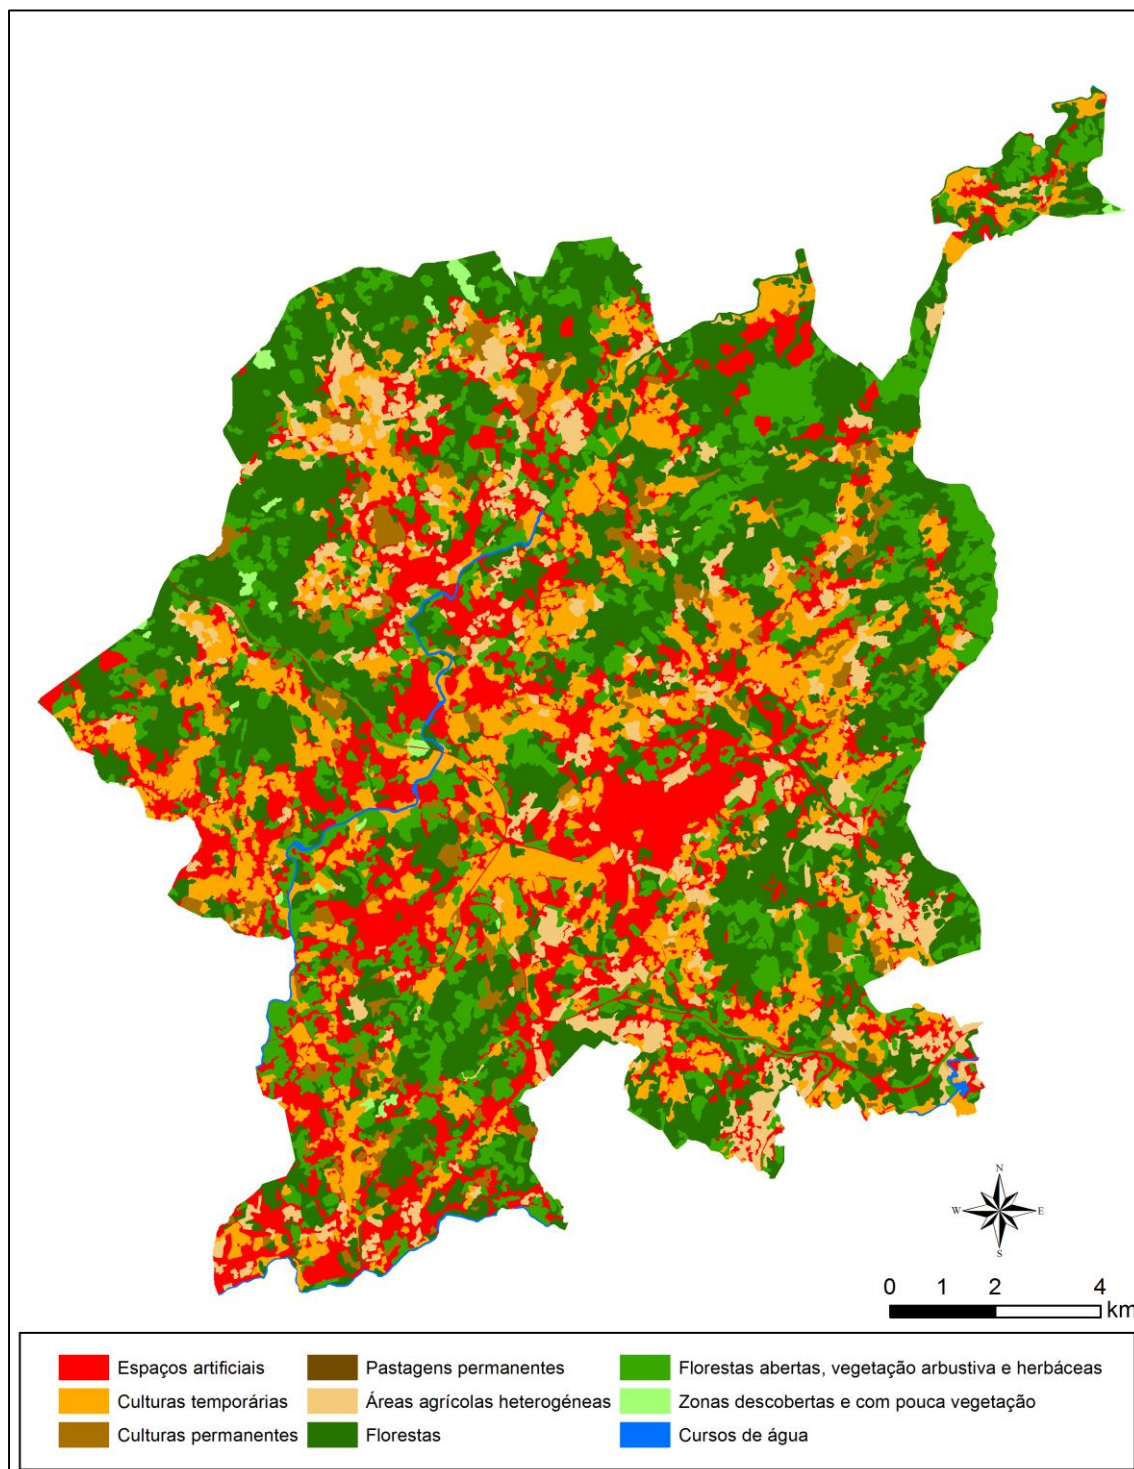 N
W E
S
0 1 2 4
km
Espaços artificiais Pastagens permanentes Florestas abertas, vegetação arbustiva e herbáceas
Culturas temporárias Áreas agrícolas heterogéneas Zonas descobertas e com pouca vegetação
Culturas permanentes Florestas Cursos de água